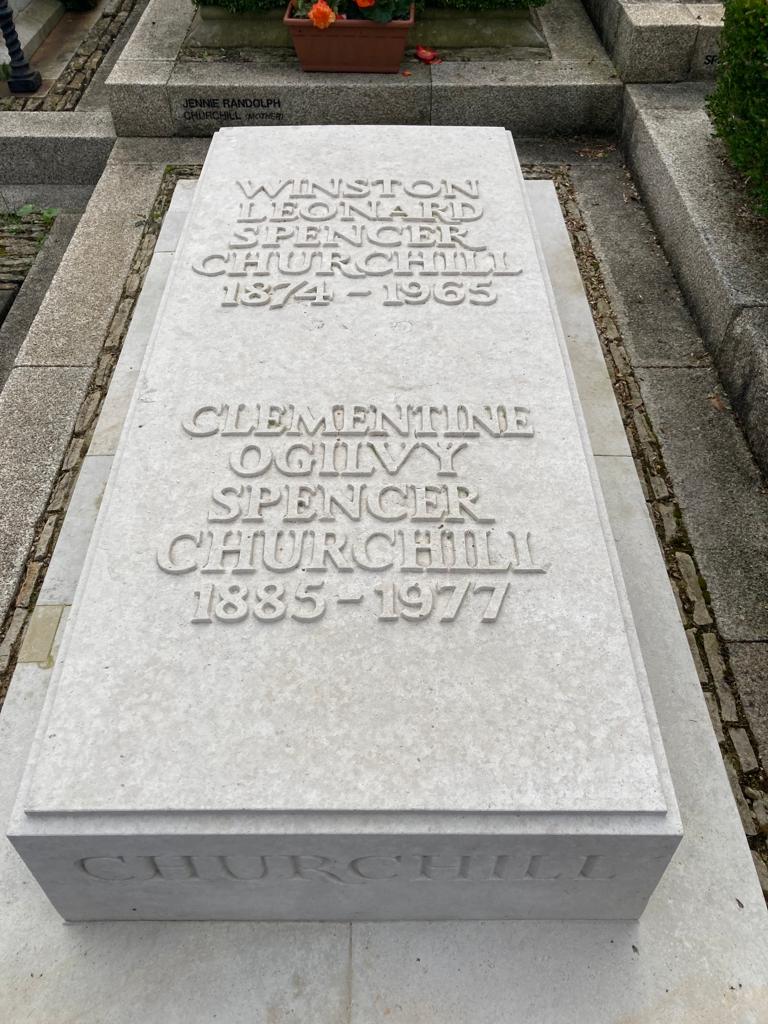 JENNIE RANDOLPH
CHURCHILL (MOTHER)
WINSTON
LEONARD
SPENCER
CHURCHILL
1874 - 1965
CLEMENTINE
OGILVY
SPENCER
CHURCHILL
1885 - 1977
CHURCHILL